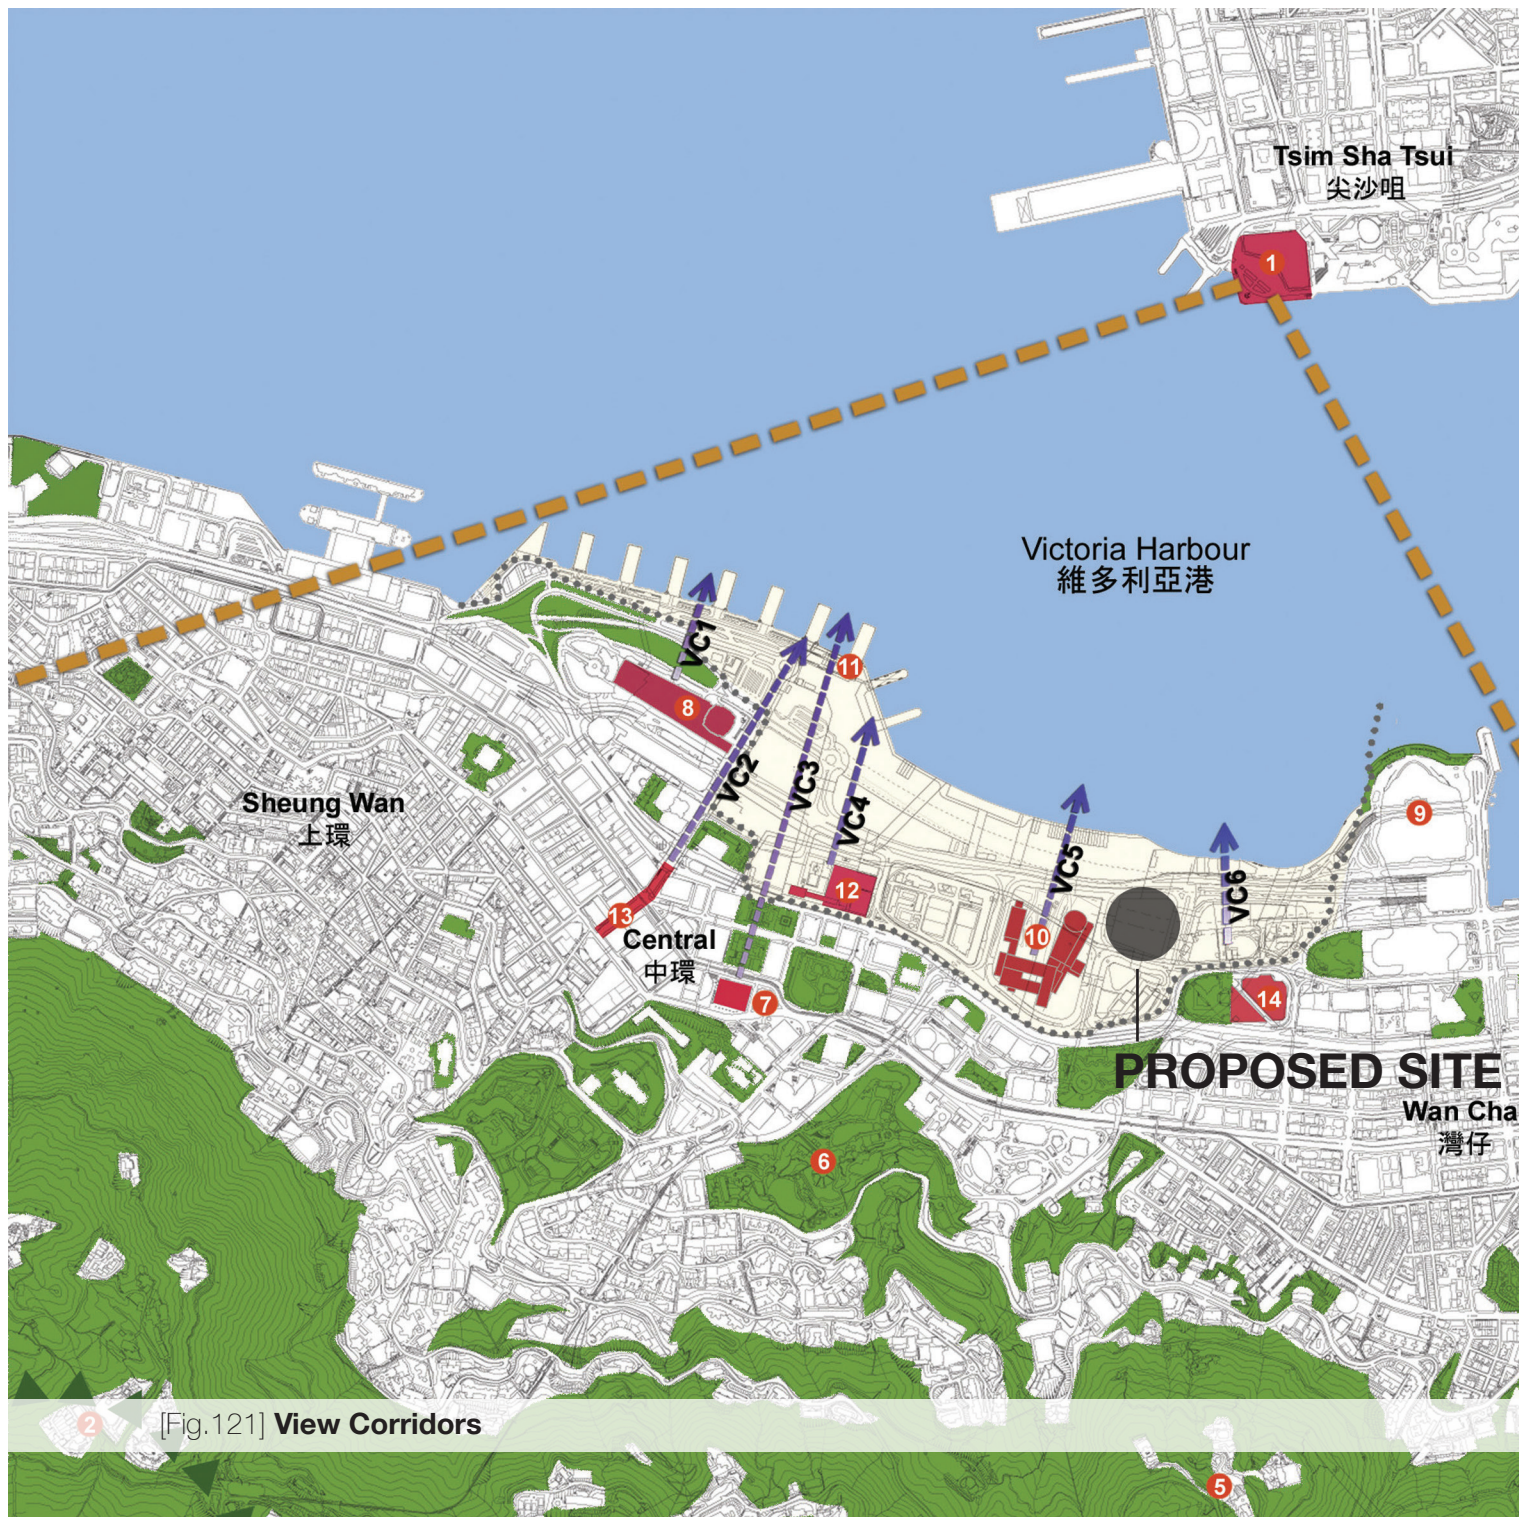 Tsim Sha Tsui
尖沙咀
1
Victoria Harbour
維多利亞港
VC1
11
8
VC2
VC3
VC4
Sheung Wan
上環
9
VC5
VC6
12
13
10
Central
中環
7
14
PROPOSED SITE
Wan Cha
灣仔
6
2
[Fig.121] View Corridors
5